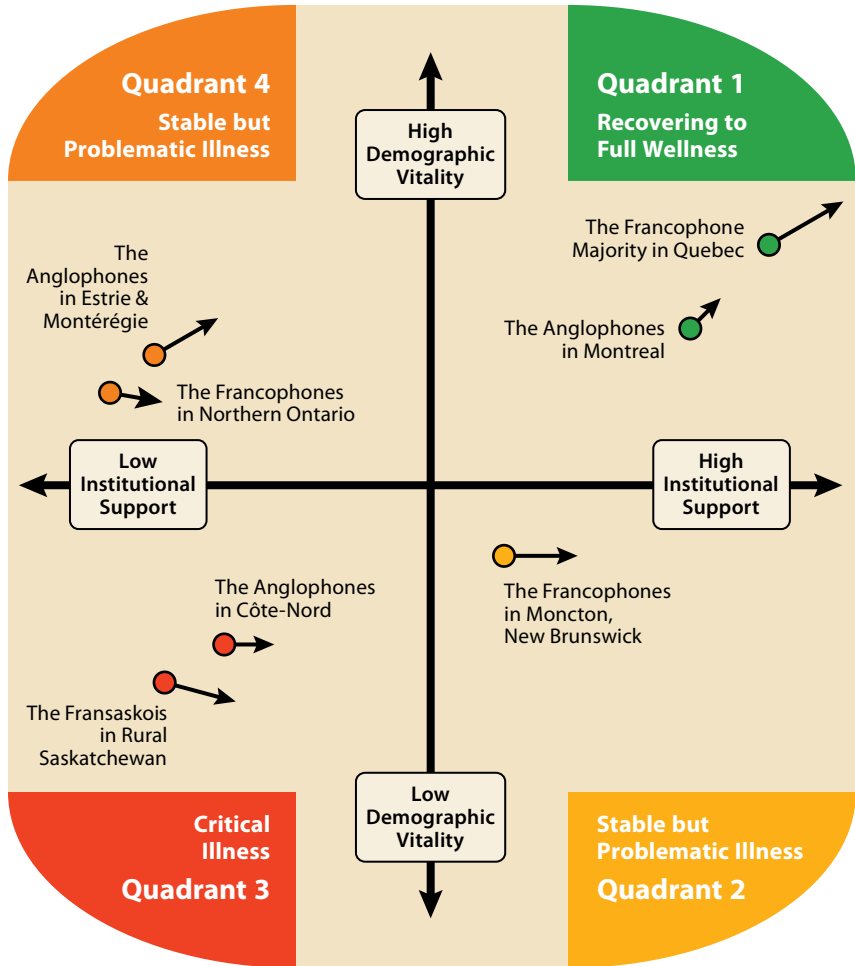 Quadrant 4
Stable but
Problematic Illness
Quadrant 1
Recovering to
Full Wellness
High
Demographic
Vitality
The Francophone
Majority in Quebec
The
Anglophones
in Estrie &
Montérégie
The Anglophones
in Montreal
The Francophones
in Northern Ontario
Low
Institutional
Support
High
Institutional
Support
The Anglophones
in Côte-Nord
The Francophones
in Moncton,
New Brunswick
The Fransaskois
in Rural
Saskatchewan
Low
Demographic
Vitality
Critical
Illness
Quadrant 3
Stable but
Problematic Illness
Quadrant 2